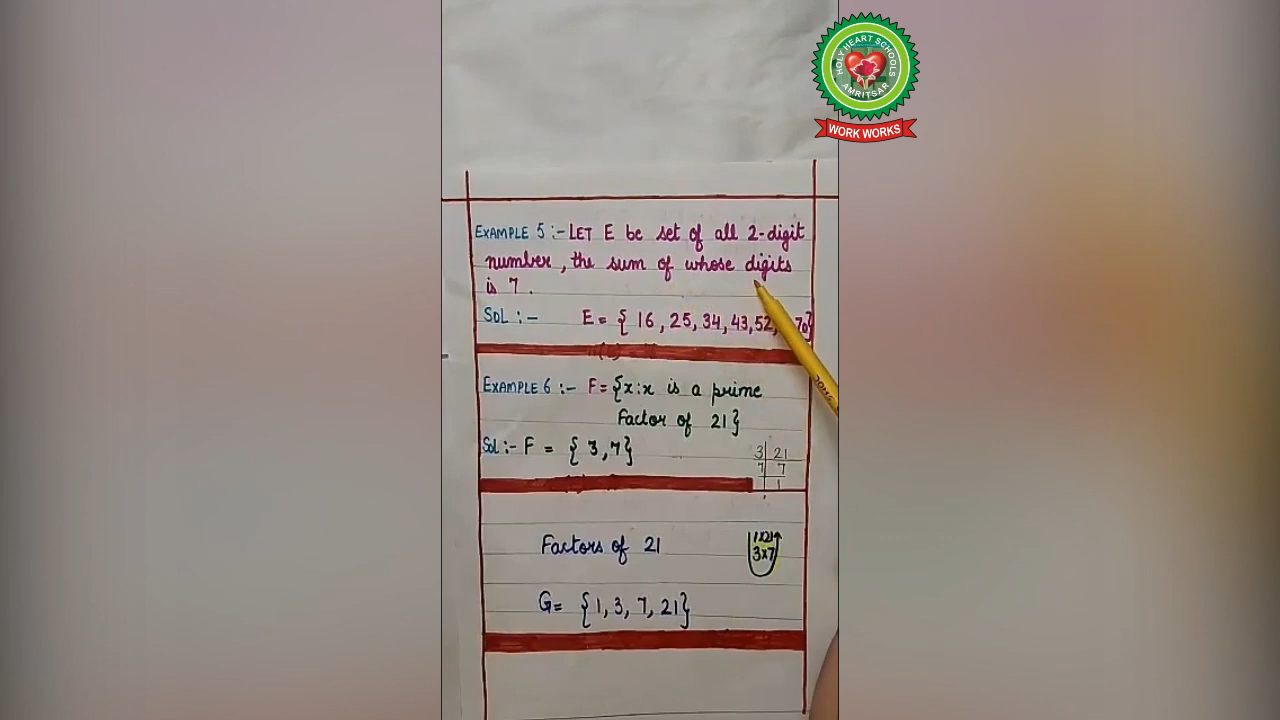 HOLY HEART SCHOOLS
AMRITSAR
WORK WORKS
EXAMPLE 5 :- LET E be set of all 2-digit
number, the sum of whose digits
is 7.
SOL :- E = { 16, 25, 34, 43, 52, 70}
EXAMPLE 6 :- F= {x:x is a prime
Factor of 21}
Sol :- F = { 3, 7}
3 21
7 7
1
Factors of 21
1x21
3x7
G= {1, 3, 7, 21}